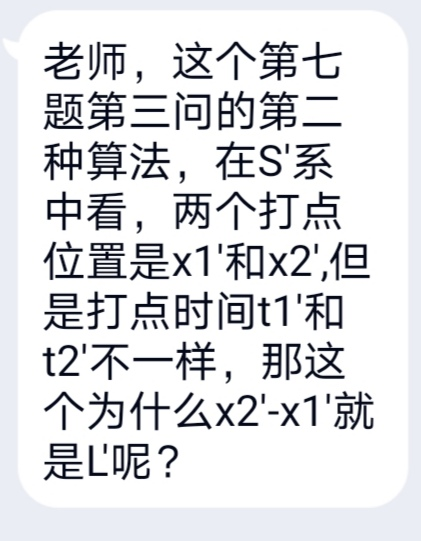 老师，这个第七
题第三问的第二
种算法，在S'系
中看，两个打点
位置是x1'和x2',但
是打点时间t1'和
t2'不一样，那这
个为什么x2'-x1'就
是L'呢？